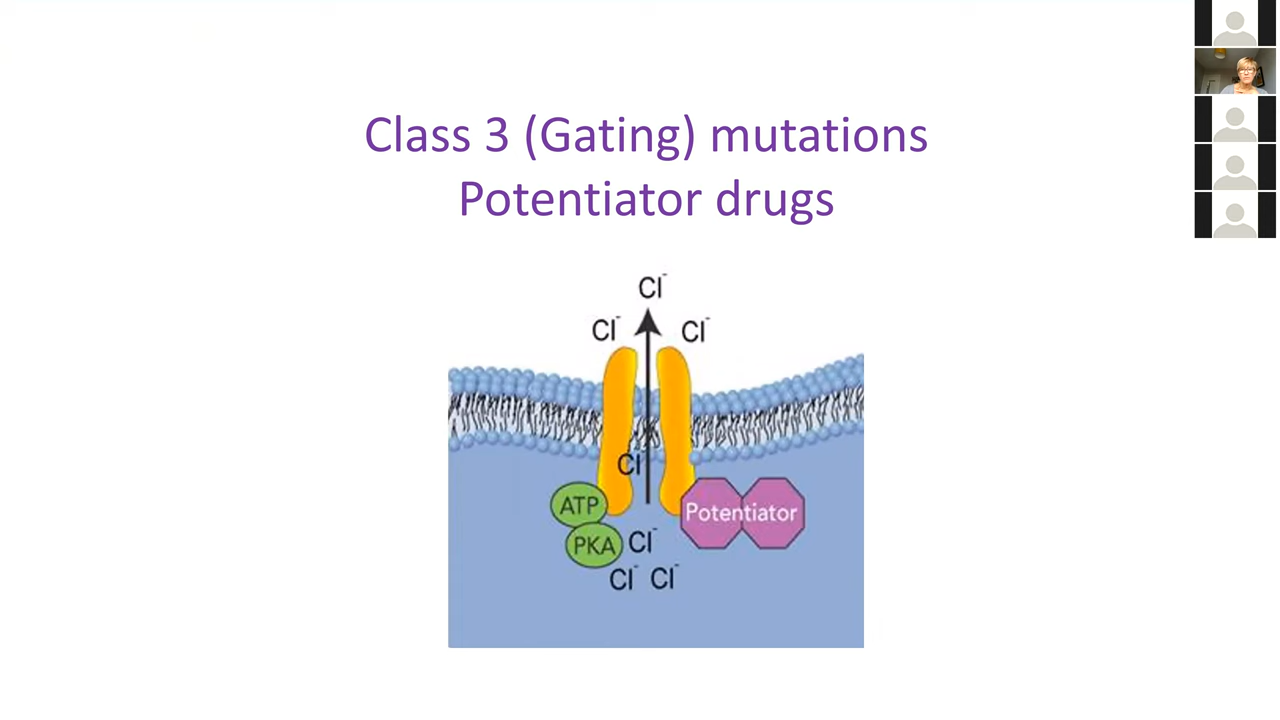 Class 3 (Gating) mutations
Potentiator drugs
Cl⁻
Cl⁻ Cl⁻
Cl⁻
ATP
Potentiator
PKA Cl⁻
Cl⁻ Cl⁻